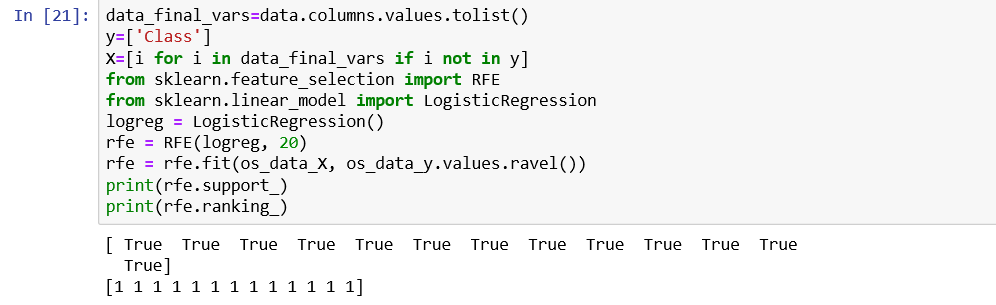 In [21]: data_final_vars=data.columns.values.tolist()
y=['Class']
X=[i for i in data_final_vars if i not in y]
from sklearn.feature_selection import RFE
from sklearn.linear_model import LogisticRegression
logreg = LogisticRegression()
rfe = RFE(logreg, 20)
rfe = rfe.fit(os_data_X, os_data_y.values.ravel())
print(rfe.support_)
print(rfe.ranking_)
[ True True True True True True True True True True True True
True]
[1 1 1 1 1 1 1 1 1 1 1 1 1]